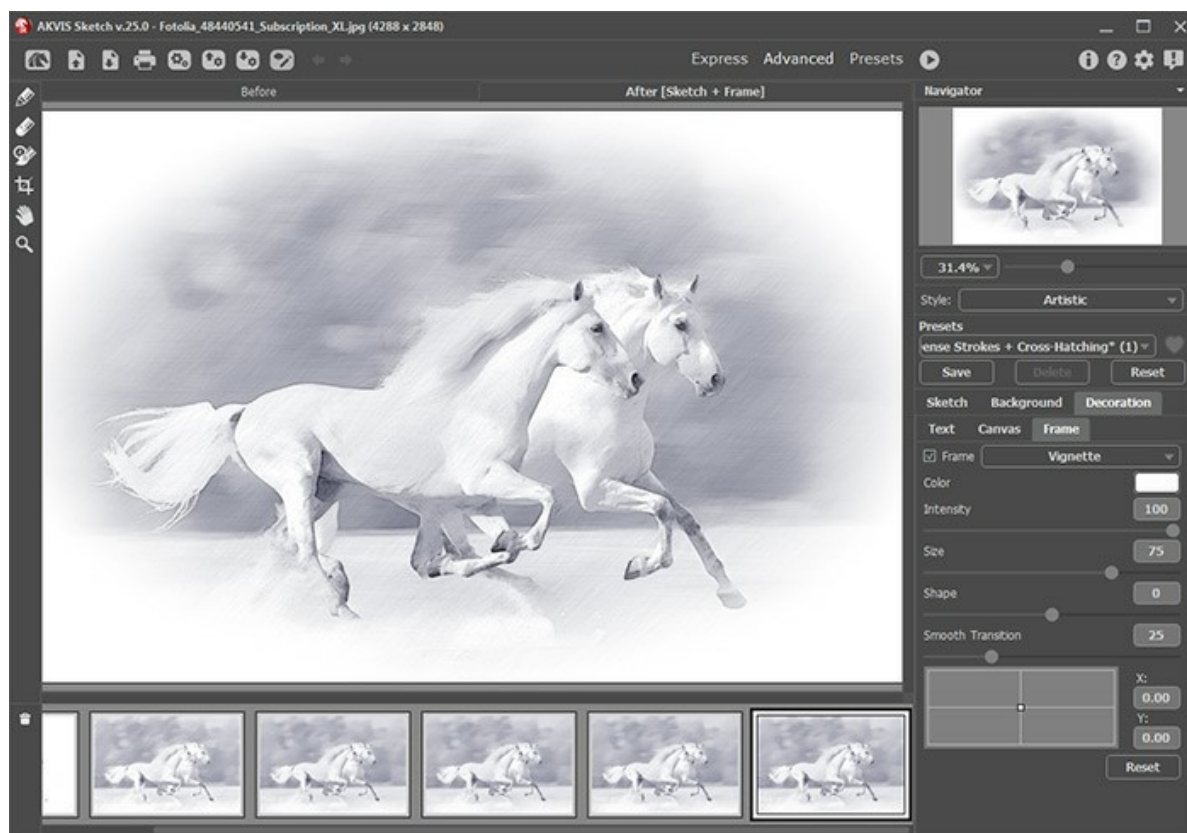 AKVIS Sketch v.25.0 - Fotolia_48440541_Subscription_XL.jpg (4288 x 2848)
Express Advanced Presets
Before After [Sketch + Frame] Navigator
31.4%
Style: Artistic
Presets
ense Strokes + Cross-Hatching* (1)
Save Delete Reset
Sketch Background Decoration
Text Canvas Frame
Frame Vignette
Color
Intensity 100
Size 75
Shape 0
Smooth Transition 25
X:
0.00
Y:
0.00
Reset